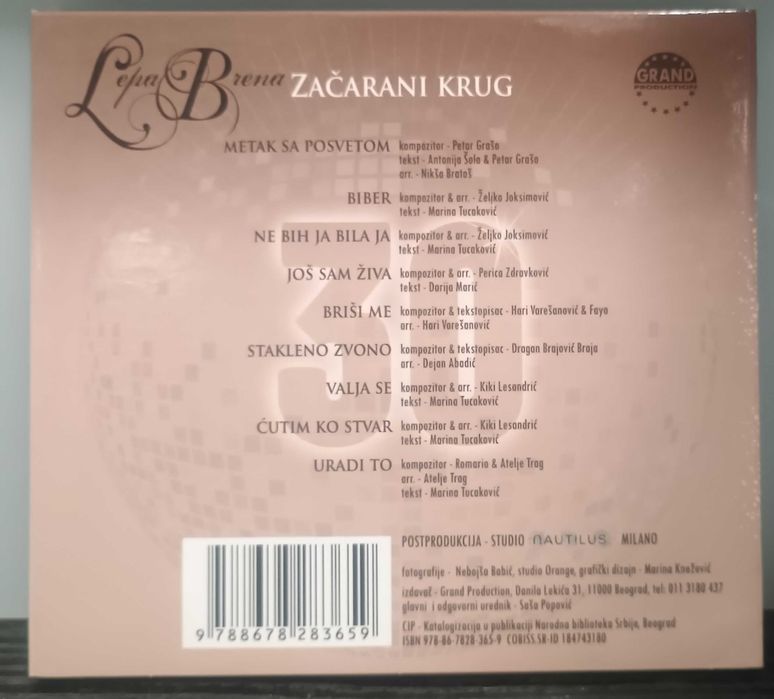 Lepa Brena ZAČARANI KRUG
GRAND
PRODUCTION
30
METAK SA POSVETOM kompozitor - Petar Grašo
tekst - Antonija Šola & Petar Grašo
arr. - Nikša Bratoš
BIBER kompozitor & arr. - Željko Joksimović
tekst - Marina Tucaković
NE BIH JA BILA JA kompozitor & arr. - Željko Joksimović
tekst - Marina Tucaković
JOŠ SAM ŽIVA kompozitor & arr. - Perica Zdravković
tekst - Darija Marić
BRIŠI ME kompozitor & tekstopisac - Hari Varešanović & Fayo
arr. - Hari Varešanović
STAKLENO ZVONO kompozitor & tekstopisac - Dragan Brajović Braja
arr. - Dejan Abadić
VALJA SE kompozitor & arr. - Kiki Lesandrić
tekst - Marina Tucaković
ĆUTIM KO STVAR kompozitor & arr. - Kiki Lesandrić
tekst - Marina Tucaković
URADI TO kompozitor - Romario & Atelje Trag
arr. - Atelje Trag
tekst - Marina Tucaković
POSTPRODUKCIJA - STUDIO NAUTILUS MILANO
fotografije - Nebojša Babić, studio Orange, grafički dizajn - Marina Knežević
izdavač - Grand Production, Danila Lekića 31, 11000 Beograd, tel: 011 3180 437
glavni i odgovorni urednik - Saša Popović
CIP - Katalogizacija u publikaciji Narodna biblioteka Srbije, Beograd
ISBN 978-86-7828-365-9 COBISS.SR-ID 184743180
9 788678 283659